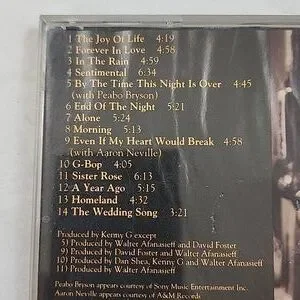 1 The Joy Of Life 4:19
2 Forever In Love 4:58
3 In The Rain 4:59
4 Sentimental 6:34
5 By The Time This Night Is Over 4:45
(with Peabo Bryson)
6 End Of The Night 5:21
7 Alone 5:24
8 Morning 5:13
9 Even If My Heart Would Break 4:58
(with Aaron Neville)
10 G-Bop 4:05
11 Sister Rose 6:13
12 A Year Ago 5:15
13 Homeland 4:32
14 The Wedding Song 3:24
Produced by Kenny G except
5) Produced by Walter Afanasieff and David Foster
9) Produced by David Foster and Walter Afanasieff
10) Produced by Dan Shea, Kenny G and Walter Afanasieff
11) Produced by Walter Afanasieff
Peabo Bryson appears courtesy of Sony Music Entertainment Inc.
Aaron Neville appears courtesy of A&M Records